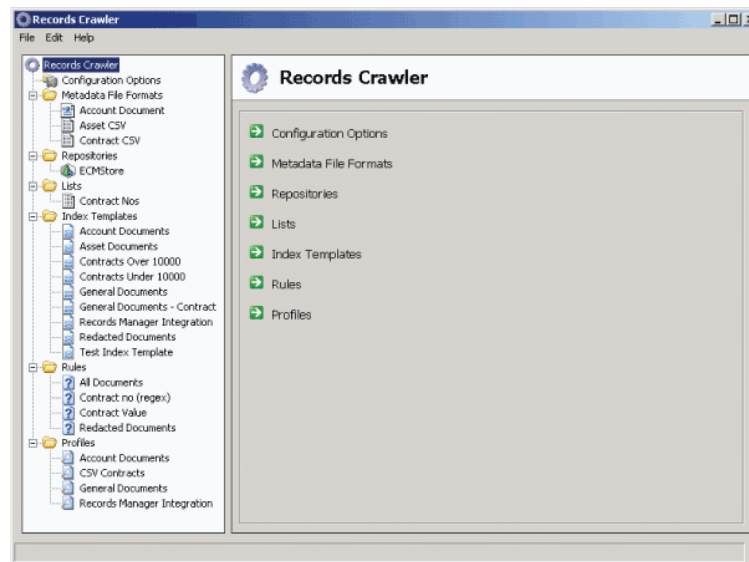 Records Crawler
File Edit Help
Records Crawler
Configuration Options
Metadata File Formats
Account Document
Asset CSV
Contract CSV
Repositories
ECMStore
Lists
Contract Nos
Index Templates
Account Documents
Asset Documents
Contracts Over 10000
Contracts Under 10000
General Documents
General Documents - Contract
Records Manager Integration
Redacted Documents
Test Index Template
Rules
All Documents
Contract no (regex)
Contract Value
Redacted Documents
Profiles
Account Documents
CSV Contracts
General Documents
Records Manager Integration
Records Crawler
Configuration Options
Metadata File Formats
Repositories
Lists
Index Templates
Rules
Profiles